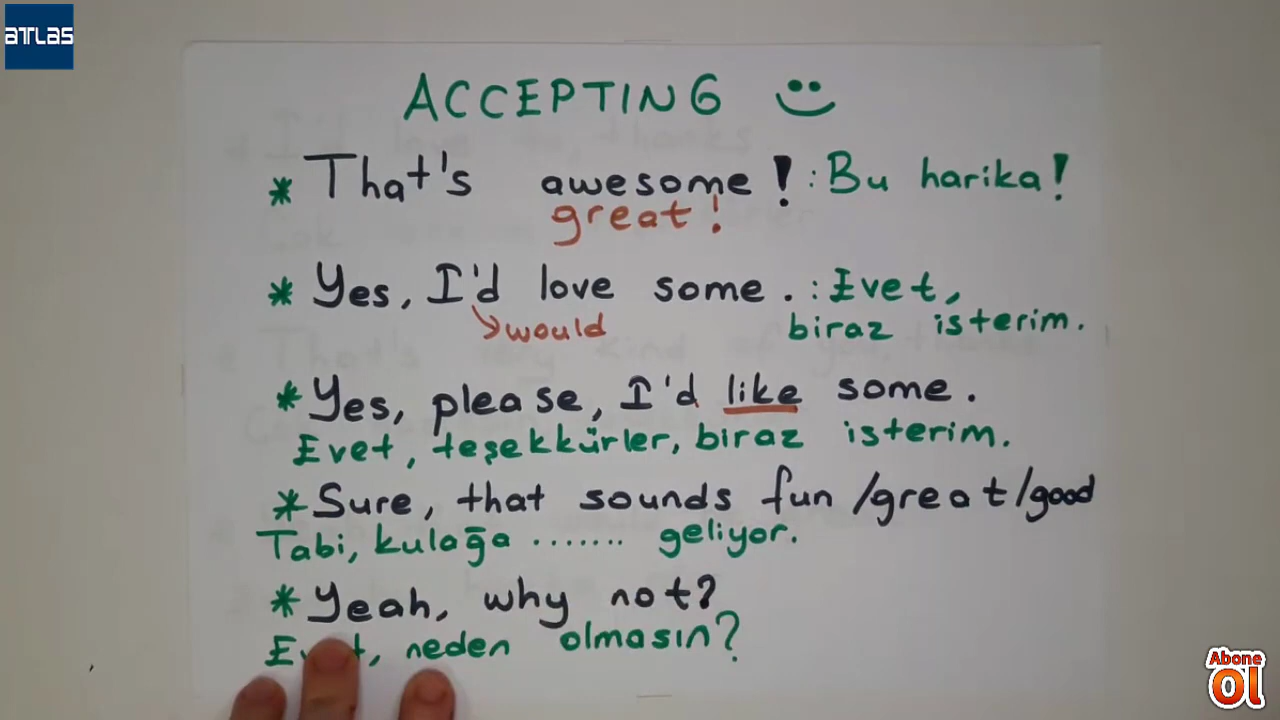 ATLAS
ACCEPTING
* That's awesome! : Bu harika!
great!
* Yes, I'd love some. : Evet,
would biraz isterim.
* Yes, please, I'd like some.
Evet, teşekkürler, biraz isterim.
* Sure, that sounds fun /great/good
Tabi, kulağa ....... geliyor.
* Yeah, why not?
neden olmasın?
Abone
Ol